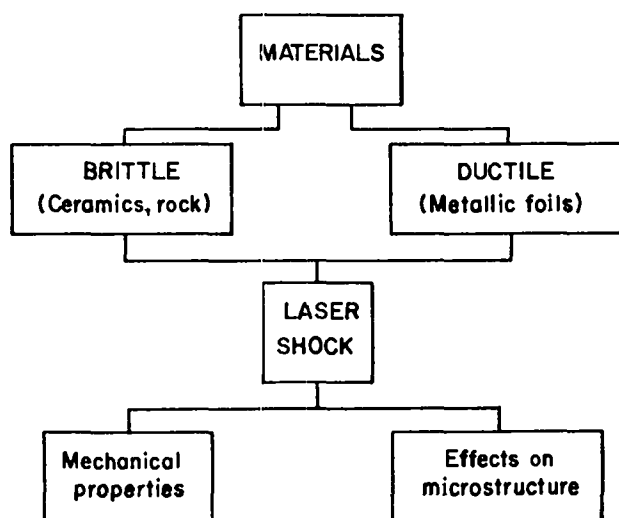 MATERIALS
BRITTLE
(Ceramics, rock)
DUCTILE
(Metallic foils)
LASER
SHOCK
Mechanical
properties
Effects on
microstructure